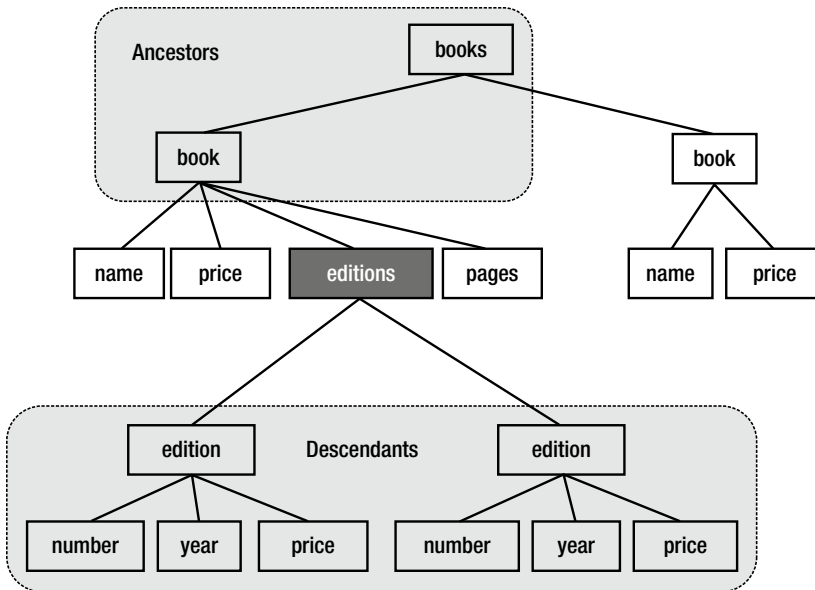 books
Ancestors
book
book
name
price
editions
pages
name
price
edition
Descendants
edition
number
year
price
number
year
price